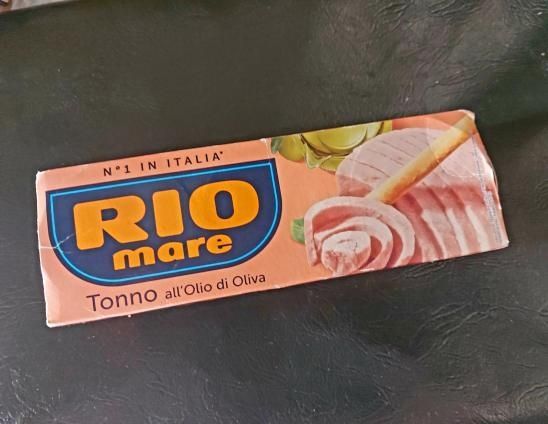 N°1 IN ITALIA*
RIO
mare
Tonno all'Olio di Oliva